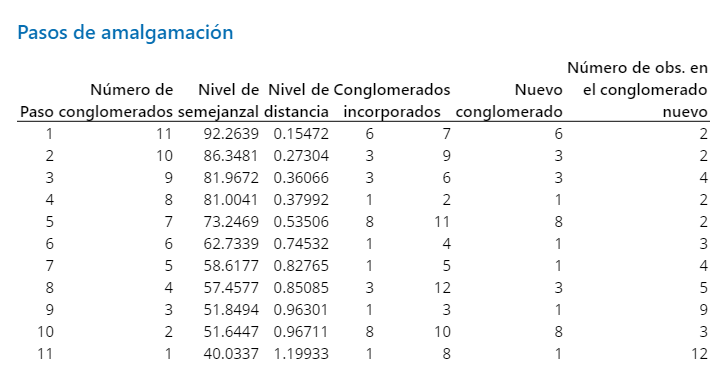 Pasos de amalgamación
Número de obs. en
Número de Nivel de Nivel de Conglomerados Nuevo el conglomerado
Paso conglomerados semejanzal distancia incorporados conglomerado nuevo
1 11 92.2639 0.15472 6 7 6 2
2 10 86.3481 0.27304 3 9 3 2
3 9 81.9672 0.36066 3 6 3 4
4 8 81.0041 0.37992 1 2 1 2
5 7 73.2469 0.53506 8 11 8 2
6 6 62.7339 0.74532 1 4 1 3
7 5 58.6177 0.82765 1 5 1 4
8 4 57.4577 0.85085 3 12 3 5
9 3 51.8494 0.96301 1 3 1 9
10 2 51.6447 0.96711 8 10 8 3
11 1 40.0337 1.19933 1 8 1 12